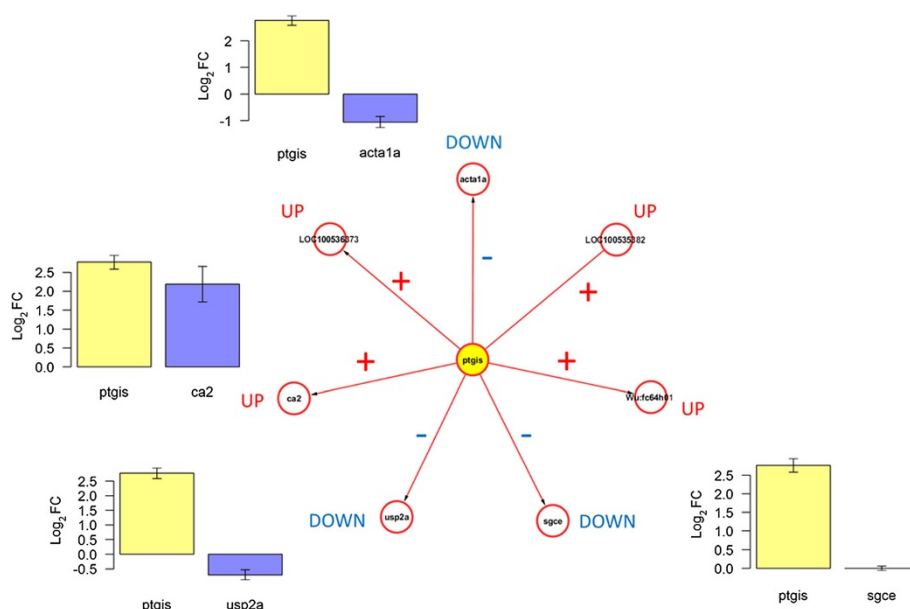 Log2 FC
2
1
0
-1
ptgis acta1a
DOWN
acta1a
-
UP
LOC100536373
+
UP
LOC100535382
+
Log2 FC
2.5
2.0
1.5
1.0
0.5
0.0
ptgis ca2
ptgis
+
UP ca2
+
Wu:fc64h01 UP
-
DOWN usp2a
-
sgce DOWN
Log2 FC
2.5
2.0
1.5
1.0
0.5
0.0
-0.5
ptgis usp2a
Log2 FC
2.5
2.0
1.5
1.0
0.5
0.0
ptgis sgce